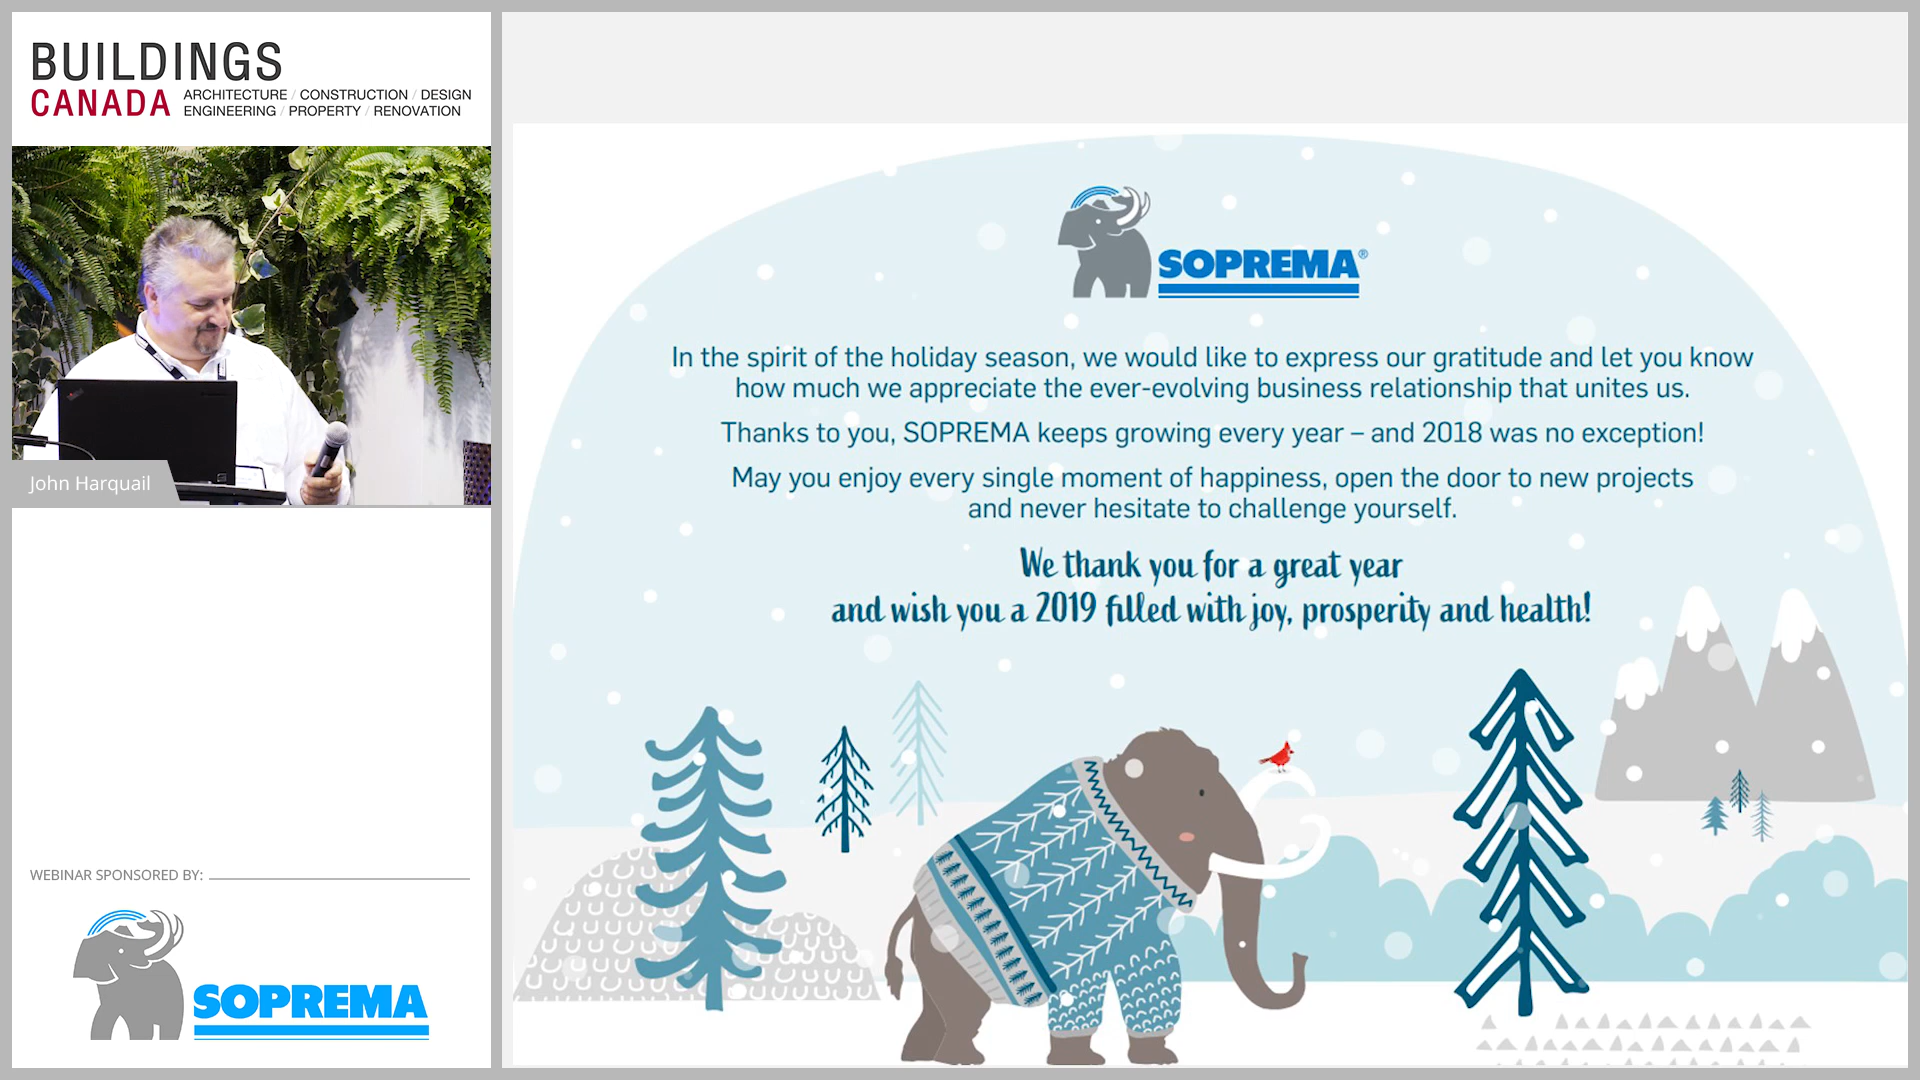 BUILDINGS
CANADA
ARCHITECTURE / CONSTRUCTION / DESIGN
ENGINEERING / PROPERTY / RENOVATION
John Harquail
WEBINAR SPONSORED BY:
SOPREMA
SOPREMA®
In the spirit of the holiday season, we would like to express our gratitude and let you know
how much we appreciate the ever-evolving business relationship that unites us.
Thanks to you, SOPREMA keeps growing every year – and 2018 was no exception!
May you enjoy every single moment of happiness, open the door to new projects
and never hesitate to challenge yourself.
We thank you for a great year
and wish you a 2019 filled with joy, prosperity and health!